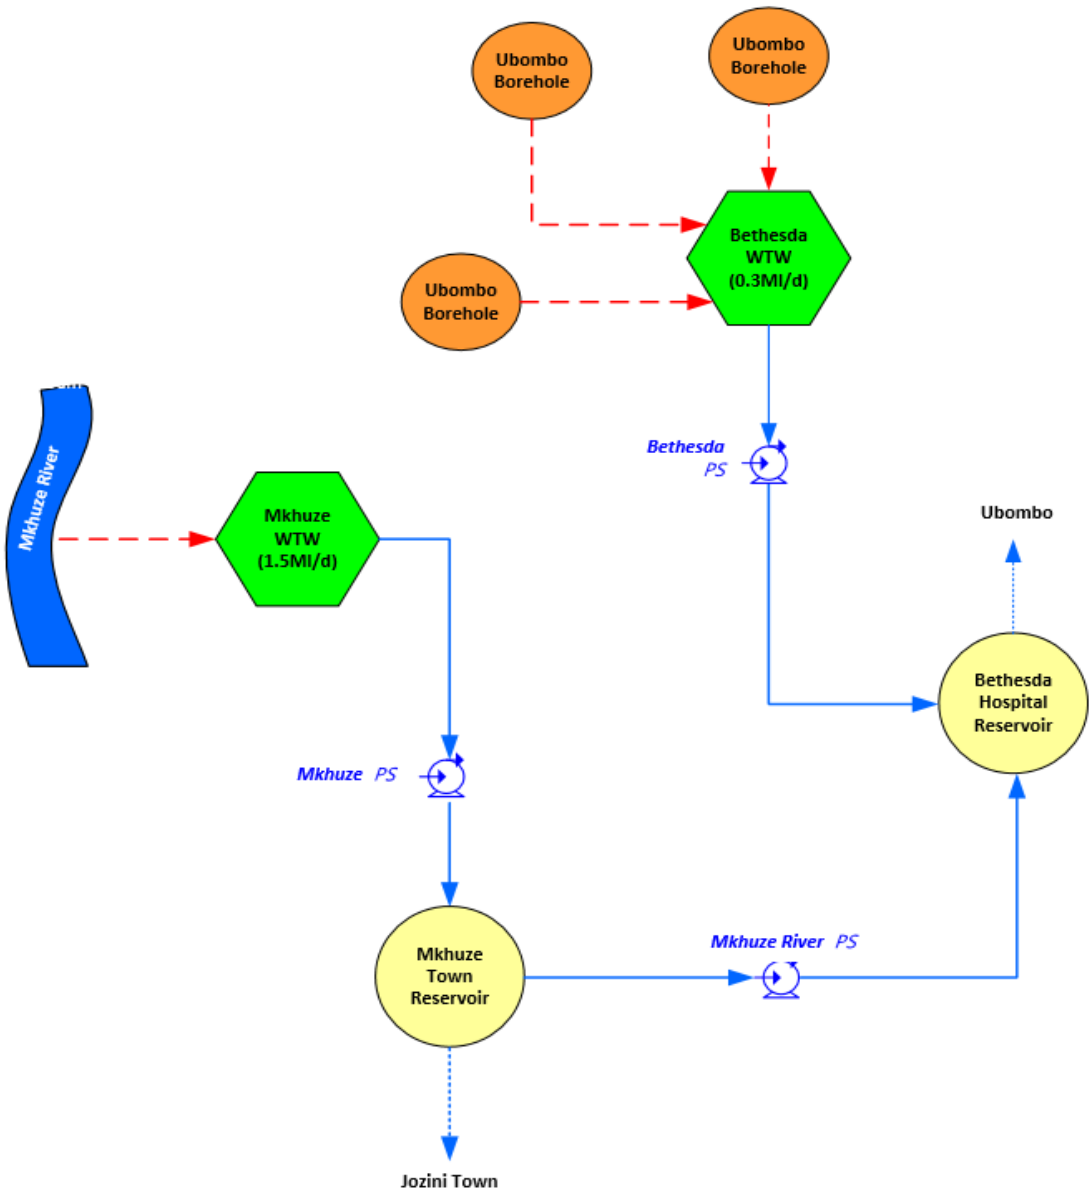 Ubombo
Borehole
Ubombo
Borehole
Bethesda
WTW
(0.3Ml/d)
Ubombo
Borehole
Mkhuze River
Bethesda
PS
Mkhuze
WTW
(1.5Ml/d)
Ubombo
Bethesda
Hospital
Reservoir
Mkhuze PS
Mkhuze
Town
Reservoir
Mkhuze River PS
Jozini Town